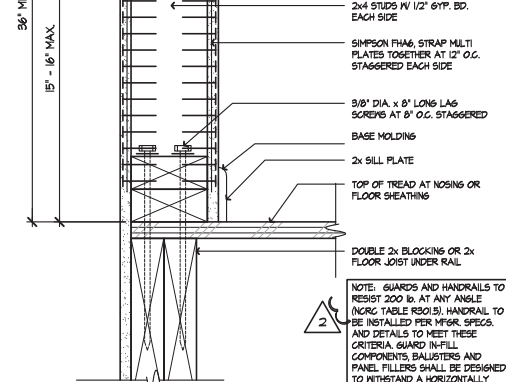 2x4 STUDS W/ 1/2" GYP. BD.
EACH SIDE
36" M
15" - 16" MAX.
SIMPSON FHA6, STRAP MULTI
PLATES TOGETHER AT 12" O.C.
STAGGERED EACH SIDE
3/8" DIA. x 8" LONG LAG
SCREWS AT 8" O.C. STAGGERED
BASE MOLDING
2x SILL PLATE
TOP OF TREAD AT NOSING OR
FLOOR SHEATHING
DOUBLE 2x BLOCKING OR 2x
FLOOR JOIST UNDER RAIL
2
NOTE: GUARDS AND HANDRAILS TO
RESIST 200 lb. AT ANY ANGLE
(NCRC TABLE R301.5). HANDRAIL TO
BE INSTALLED PER MFGR. SPECS.
AND DETAILS TO MEET THESE
CRITERIA. GUARD IN-FILL
COMPONENTS, BALUSTERS AND
PANEL FILLERS SHALL BE DESIGNED
TO WITHSTAND A HORIZONTALLY